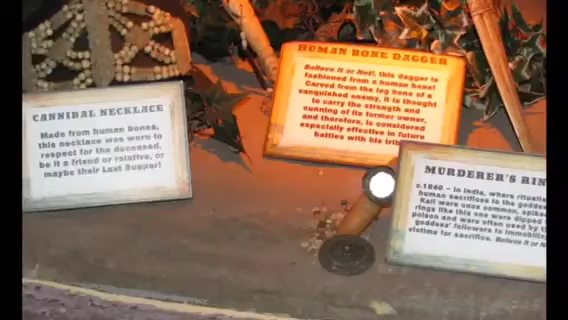 CANNIBAL NECKLACE
Made from human bones,
this necklace was worn in
respect for the deceased,
be it a friend or relative, or
maybe their Last Supper!
HUMAN BONE DAGGER
Believe It or Not!, this dagger is
fashioned from a human bone!
Carved from the leg bone of a
vanquished enemy, it is thought
to carry the strength and
cunning of its former owner,
and therefore, is considered
especially effective in future
battles with his
MURDERER'S RIN
c.1840 - In India, where
human sacrifices to the
Kali were once common,
rings like this one were dipped
poison and were often used by
goddess' followers to
victims for sacrifice. Believe It or